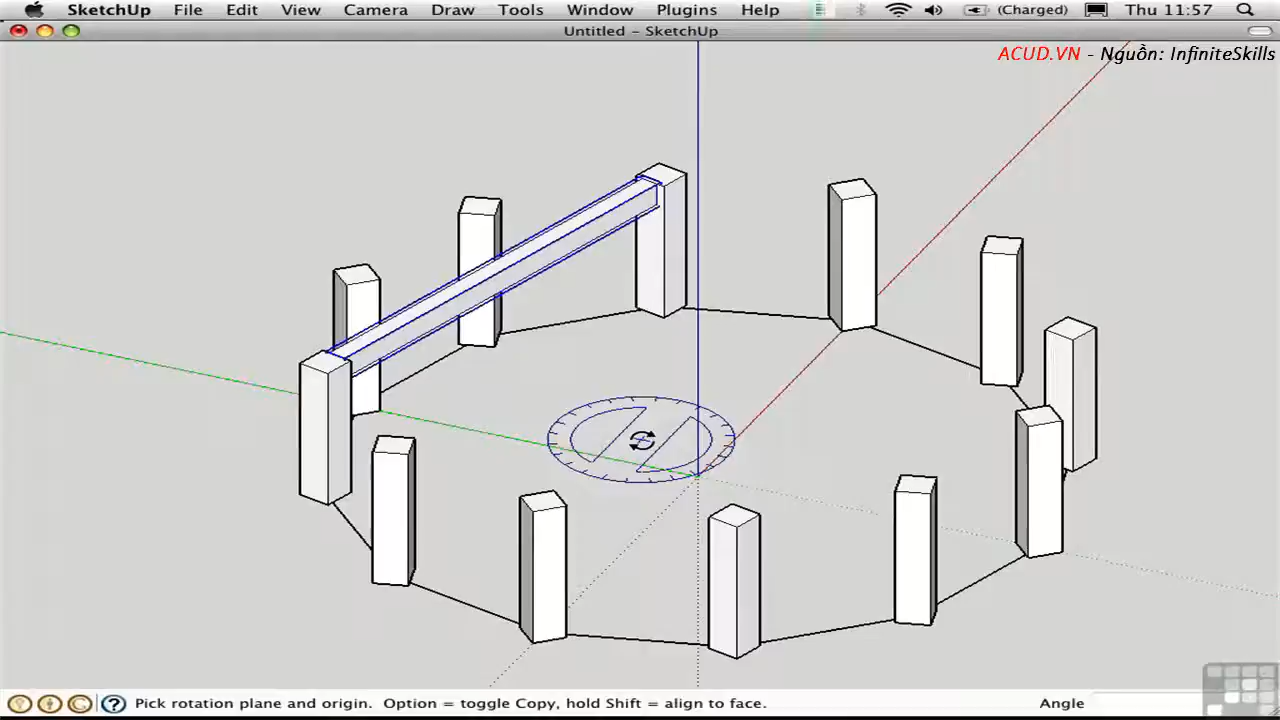 SketchUp File Edit View Camera Draw Tools Window Plugins Help (Charged) Thu 11:57
Untitled – SketchUp
ACUD.VN - Nguồn: InfiniteSkills
Pick rotation plane and origin. Option = toggle Copy, hold Shift = align to face. Angle